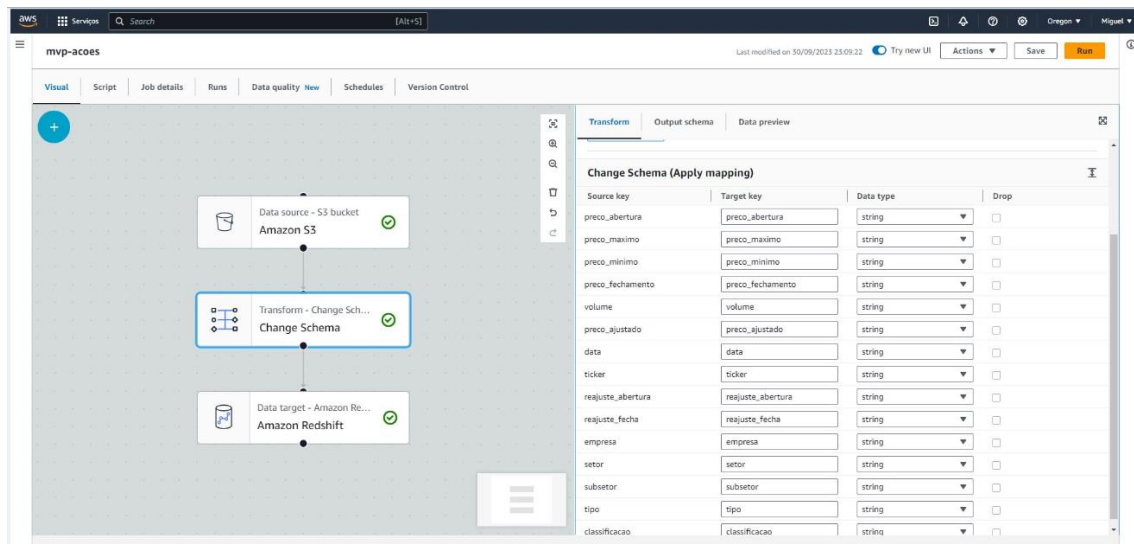 aws
Serviços
Search
[Alt+S]
Oregon
Miguel
mvp-acoes
Last modified on 30/09/2023 23:09:22
Try new UI
Actions
Save
Run
Visual
Script
Job details
Runs
Data quality New
Schedules
Version Control
Data source - S3 bucket
Amazon S3
Transform - Change Sch...
Change Schema
Data target - Amazon Re...
Amazon Redshift
Transform
Output schema
Data preview
Change Schema (Apply mapping)
Source key Target key Data type Drop
preco_abertura preco_abertura string
preco_maximo preco_maximo string
preco_minimo preco_minimo string
preco_fechamento preco_fechamento string
volume volume string
preco_ajustado preco_ajustado string
data data string
ticker ticker string
reajuste_abertura reajuste_abertura string
reajuste_fecha reajuste_fecha string
empresa empresa string
setor setor string
subsetor subsetor string
tipo tipo string
classificacao classificacao string